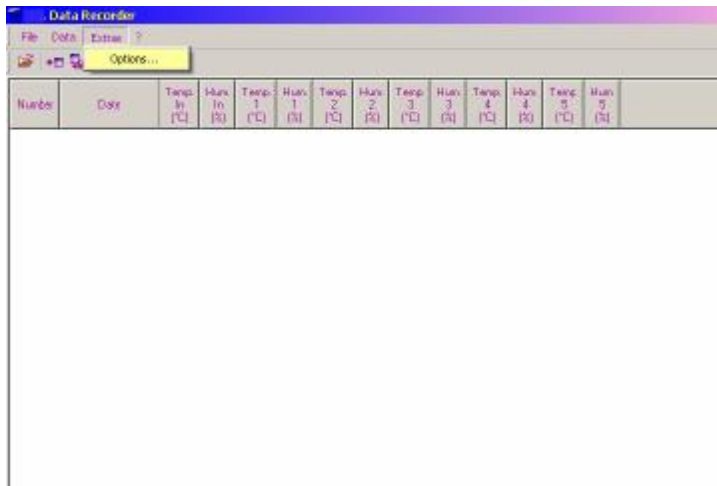 Data Recorder
File Data Extras ?
Options...
Number Date Temp. In (°C) Hum. In (%) Temp. 1 (°C) Hum. 1 (%) Temp. 2 (°C) Hum. 2 (%) Temp. 3 (°C) Hum. 3 (%) Temp. 4 (°C) Hum. 4 (%) Temp. 5 (°C) Hum. 5 (%)